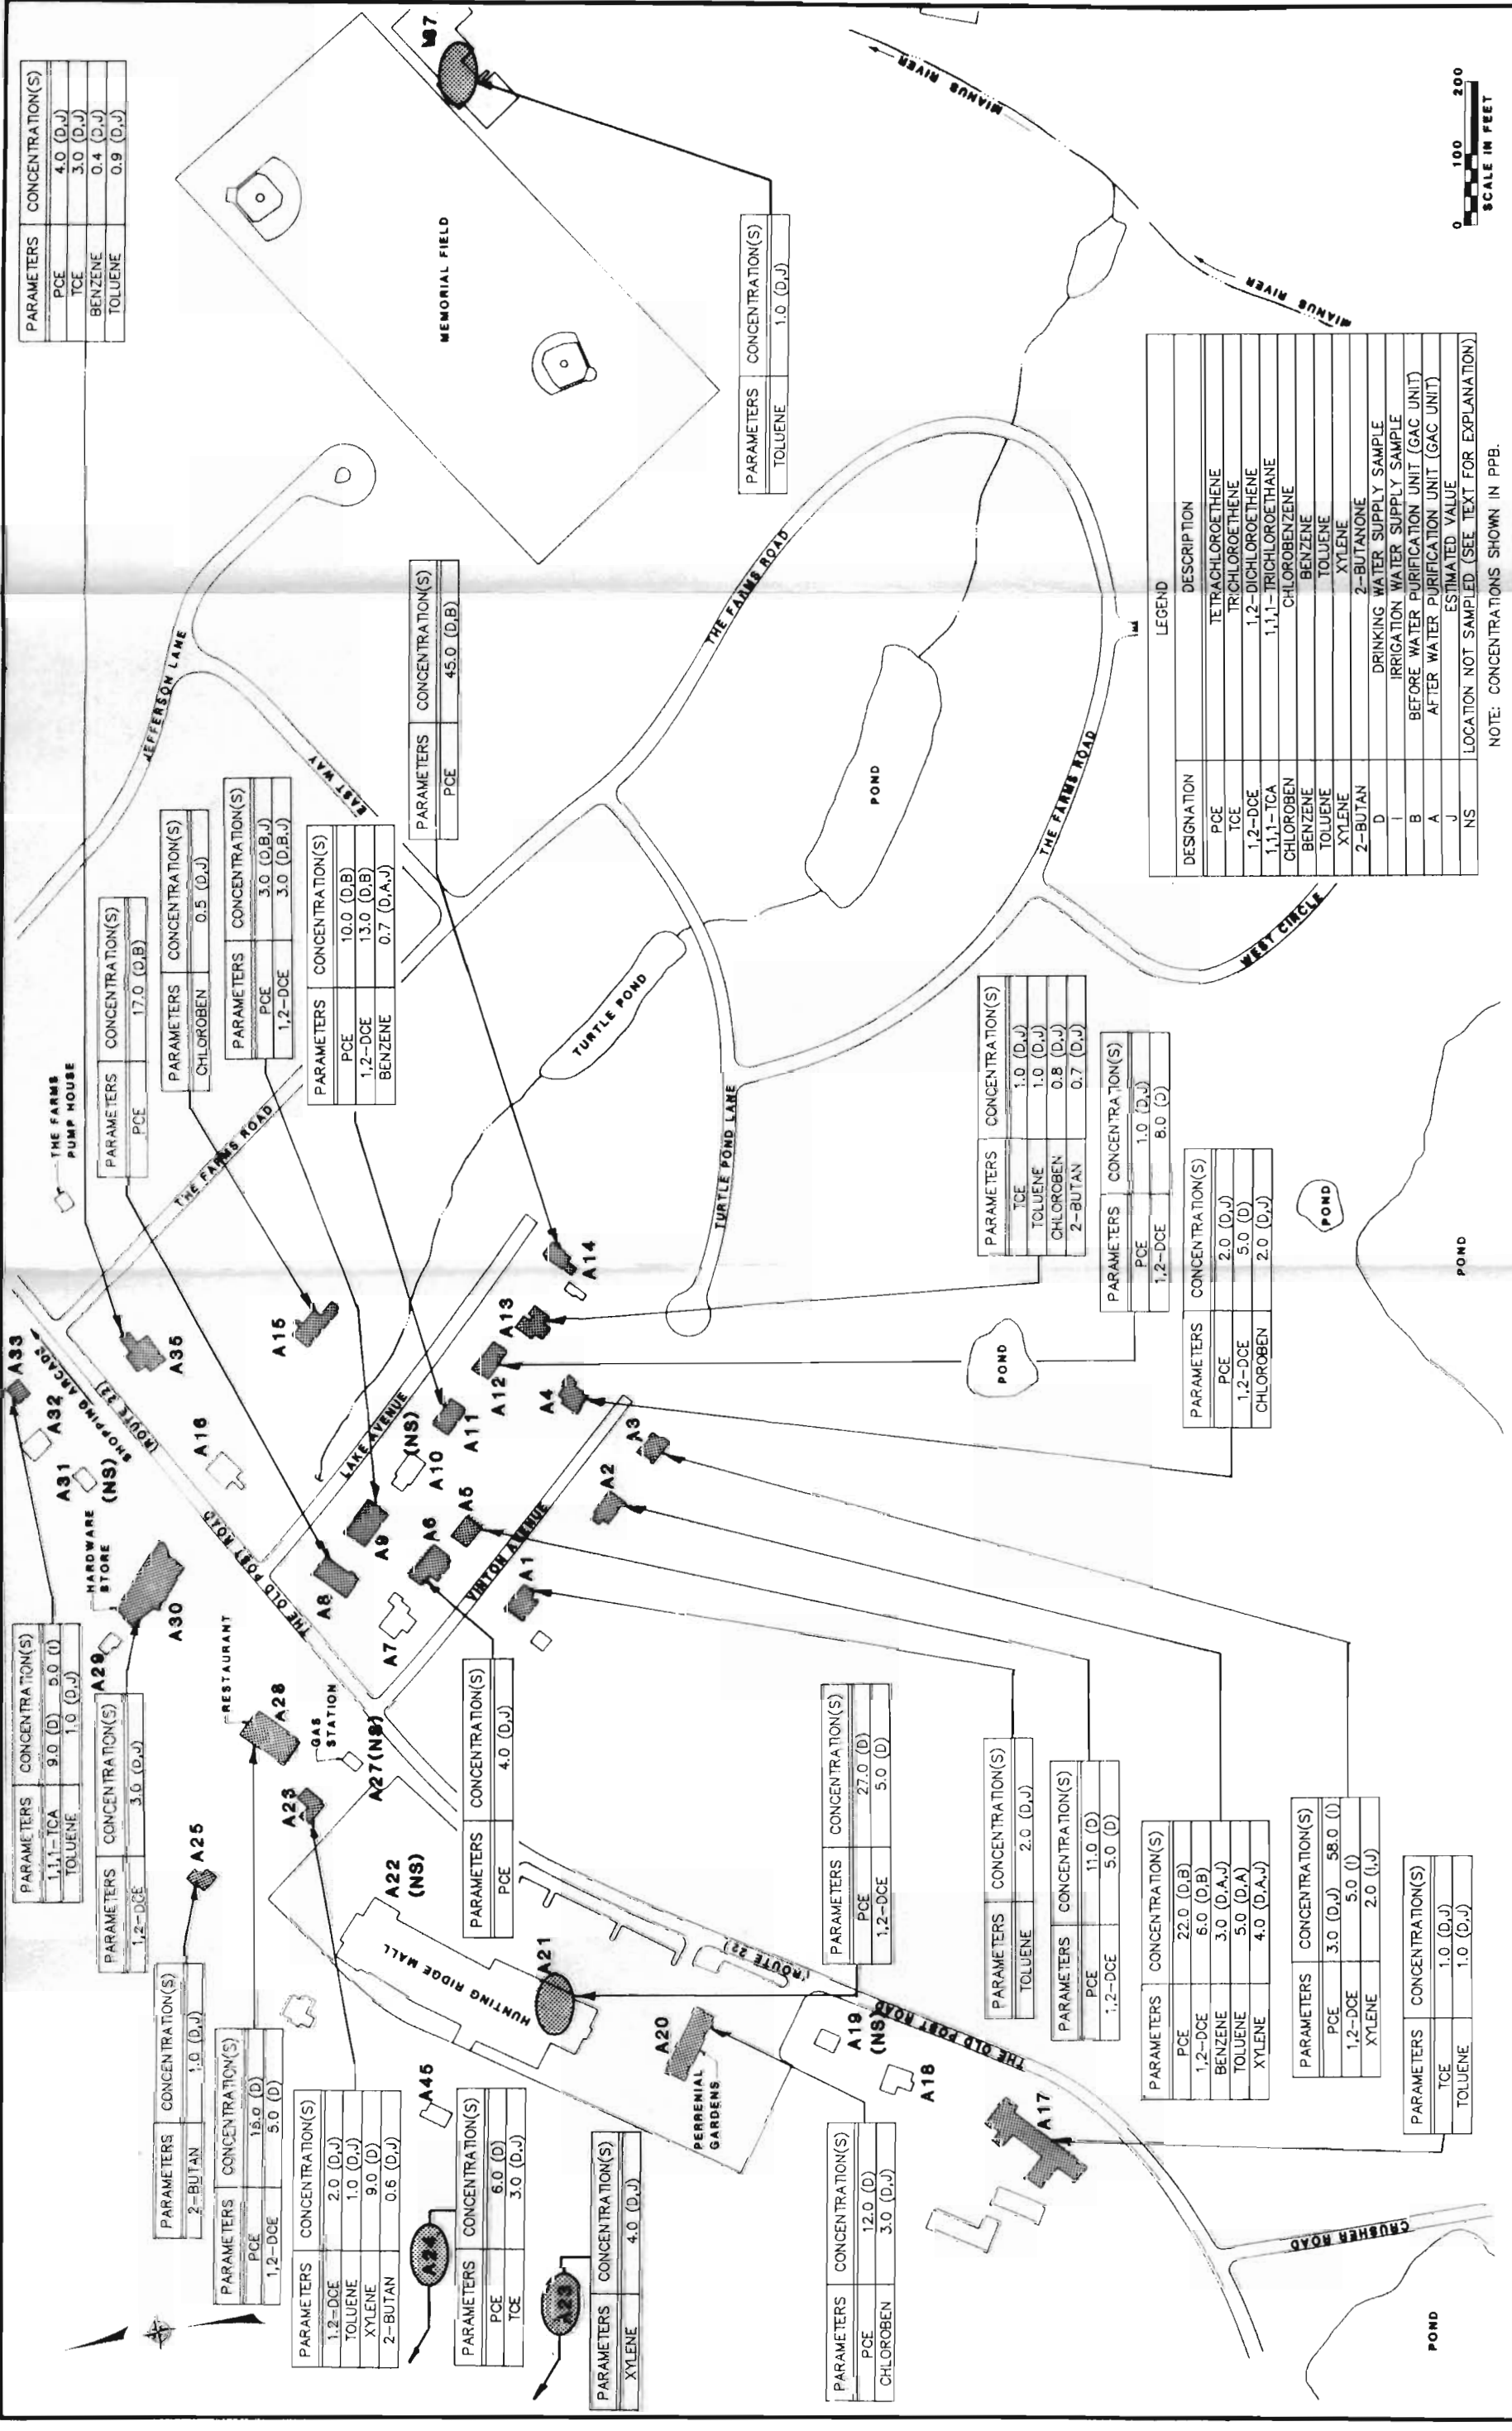 PARAMETERS CONCENTRATION(S)
1,1,1-TCA 9.0 (D) 5.0 (I)
TOLUENE 1.0 (D,J)
PARAMETERS CONCENTRATION(S)
1,2-DCE 3.0 (D,J)
PARAMETERS CONCENTRATION(S)
2-BUTAN 1.0 (D,J)
PARAMETERS CONCENTRATION(S)
PCE (D)
1,2-DCE 5.0 (D)
PARAMETERS CONCENTRATION(S)
1,2-DCE 2.0 (D,J)
TOLUENE 1.0 (D,J)
XYLENE 9.0 (D)
2-BUTAN 0.6 (D,J)
A24
PARAMETERS CONCENTRATION(S)
PCE 6.0 (D)
TCE 3.0 (D,J)
A23
PARAMETERS CONCENTRATION(S)
XYLENE 4.0 (D,J)
PARAMETERS CONCENTRATION(S)
PCE 12.0 (D)
CHLOROBEN 3.0 (D,J)
PARAMETERS CONCENTRATION(S)
PCE 4.0 (D,J)
TCE 3.0 (D,J)
BENZENE 0.4 (D,J)
TOLUENE 0.9 (D,J)
PARAMETERS CONCENTRATION(S)
PCE 17.0 (D,B)
PARAMETERS CONCENTRATION(S)
CHLOROBEN 0.5 (D,J)
PARAMETERS CONCENTRATION(S)
PCE 3.0 (D,B,J)
1,2-DCE 3.0 (D,B,J)
PARAMETERS CONCENTRATION(S)
PCE 10.0 (D,B)
1,2-DCE 13.0 (D,B)
BENZENE 0.7 (D,A,J)
PARAMETERS CONCENTRATION(S)
PCE 45.0 (D,B)
PARAMETERS CONCENTRATION(S)
PCE 4.0 (D,J)
PARAMETERS CONCENTRATION(S)
TOLUENE 1.0 (D,J)
PARAMETERS CONCENTRATION(S)
PCE 27.0 (D)
1,2-DCE 5.0 (D)
PARAMETERS CONCENTRATION(S)
TCE 1.0 (D,J)
TOLUENE 1.0 (D,J)
CHLOROBEN 0.8 (D,J)
2-BUTAN 0.7 (D,J)
PARAMETERS CONCENTRATION(S)
PCE 1.0 (D,J)
1,2-DCE 8.0 (D)
PARAMETERS CONCENTRATION(S)
PCE 2.0 (D,J)
1,2-DCE 5.0 (D)
CHLOROBEN 2.0 (D,J)
PARAMETERS CONCENTRATION(S)
TOLUENE 2.0 (D,J)
PARAMETERS CONCENTRATION(S)
PCE 11.0 (D)
1,2-DCE 5.0 (D)
PARAMETERS CONCENTRATION(S)
PCE 22.0 (D,B)
1,2-DCE 6.0 (D,B)
BENZENE 3.0 (D,A,J)
TOLUENE 5.0 (D,A)
XYLENE 4.0 (D,A,J)
PARAMETERS CONCENTRATION(S)
PCE 3.0 (D,J) 58.0 (I)
1,2-DCE 5.0 (I)
XYLENE 2.0 (I,J)
PARAMETERS CONCENTRATION(S)
TCE 1.0 (D,J)
TOLUENE 1.0 (D,J)
A33
A32
A31
(NS)
SHOPPING ARCADE
(ROUTE 22)
THE FARMS
PUMP HOUSE
A35
THE FARMS ROAD
A15
A16
HARDWARE
STORE
A30
A29
RESTAURANT
A28
GAS
STATION
A27(NS)
A25
THE OLD POST ROAD
LAKE AVENUE
A8
A9
A10
(NS)
A11
A12
A13
A14
A7
A6
A5
A4
A3
A2
A1
VINTON AVENUE
A22
(NS)
HUNTING RIDGE MALL
A21
A45
A20
PERRENIAL
GARDENS
A19
(NS)
A18
A17
(ROUTE 22)
THE OLD POST ROAD
CRUSHER ROAD
POND
JEFFERSON LANE
EAST WAY
MEMORIAL FIELD
THE FARMS ROAD
TURTLE POND
TURTLE POND LANE
POND
THE FARMS ROAD
WEST CIRCLE
POND
POND
POND
MIANUS RIVER
MIANUS RIVER
LEGEND
DESIGNATION DESCRIPTION
PCE TETRACHLOROETHENE
TCE TRICHLOROETHENE
1,2-DCE 1,2-DICHLOROETHENE
1,1,1-TCA 1,1,1-TRICHLOROETHANE
CHLOROBEN CHLOROBENZENE
BENZENE BENZENE
TOLUENE TOLUENE
XYLENE XYLENE
2-BUTAN 2-BUTANONE
D DRINKING WATER SUPPLY SAMPLE
I IRRIGATION WATER SUPPLY SAMPLE
B BEFORE WATER PURIFICATION UNIT (GAC UNIT)
A AFTER WATER PURIFICATION UNIT (GAC UNIT)
J ESTIMATED VALUE
NS LOCATION NOT SAMPLED (SEE TEXT FOR EXPLANATION)
NOTE: CONCENTRATIONS SHOWN IN PPB.
0 100 200
SCALE IN FEET